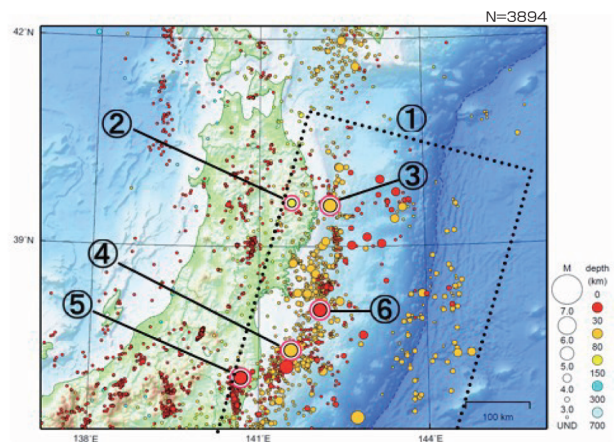 N=3894
42˚N
①
②
③
39˚N
④
⑤
⑥
M
depth
(km)
0
7.0
30
6.0
80
5.0
150
4.0
300
3.0
UND
700
100 km
138˚E
141˚E
144˚E